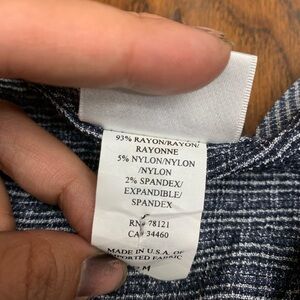 93% RAYON/RAYON/
RAYONNE
5% NYLON/NYLON
/NYLON
2% SPANDEX/
EXPANDIBLE/
SPANDEX
RN# 78121
CA# 34460
MADE IN U.S.A. OF
IMPORTED FABRIC
M